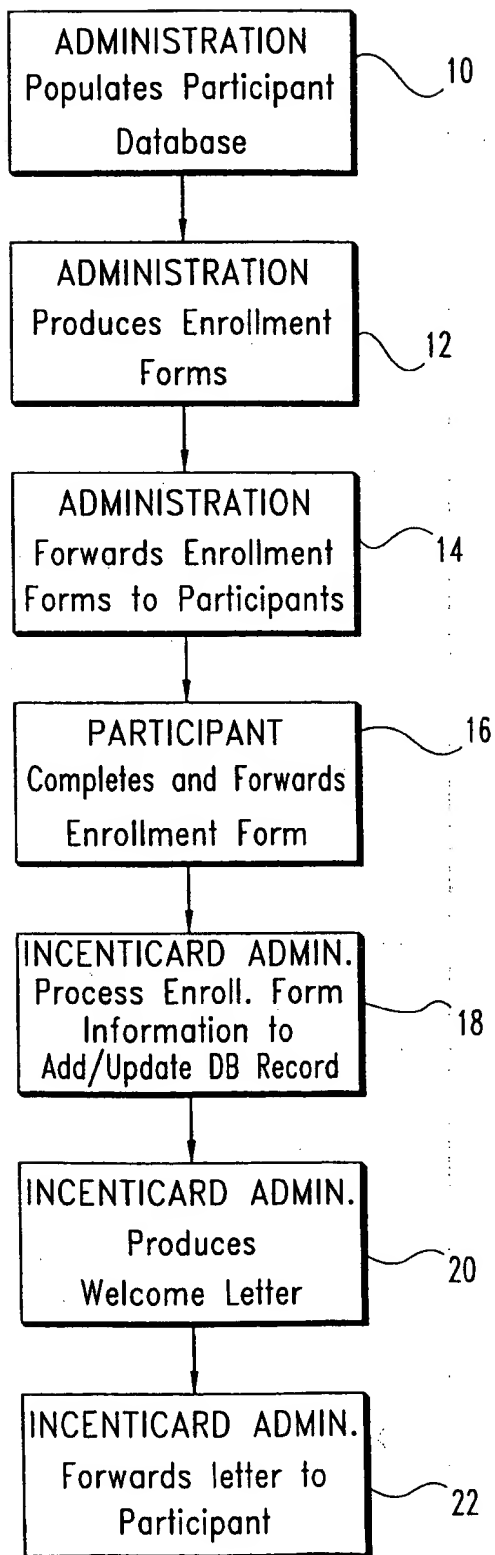 ADMINISTRATION
Populates Participant
Database
10
ADMINISTRATION
Produces Enrollment
Forms
12
ADMINISTRATION
Forwards Enrollment
Forms to Participants
14
PARTICIPANT
Completes and Forwards
Enrollment Form
16
INCENTICARD ADMIN.
Process Enroll. Form
Information to
Add/Update DB Record
18
INCENTICARD ADMIN.
Produces
Welcome Letter
20
INCENTICARD ADMIN.
Forwards letter to
Participant
22